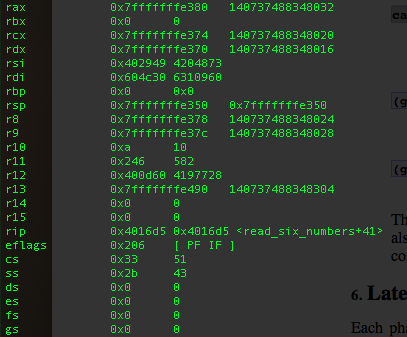 rax 0x7fffffffe380 140737488348032
rbx 0x0 0
rcx 0x7fffffffe374 140737488348020
rdx 0x7fffffffe370 140737488348016
rsi 0x402949 4204873
rdi 0x604c30 6310960
rbp 0x0 0x0
rsp 0x7fffffffe350 0x7fffffffe350
r8 0x7fffffffe378 140737488348024
r9 0x7fffffffe37c 140737488348028
r10 0xa 10
r11 0x246 582
r12 0x400d60 4197728
r13 0x7fffffffe490 140737488348304
r14 0x0 0
r15 0x0 0
rip 0x4016d5 0x4016d5 <read_six_numbers+41>
eflags 0x206 [ PF IF ]
cs 0x33 51
ss 0x2b 43
ds 0x0 0
es 0x0 0
fs 0x0 0
gs 0x0 0
ca
(g
(g
Th
als
co
6. Late
Each pha